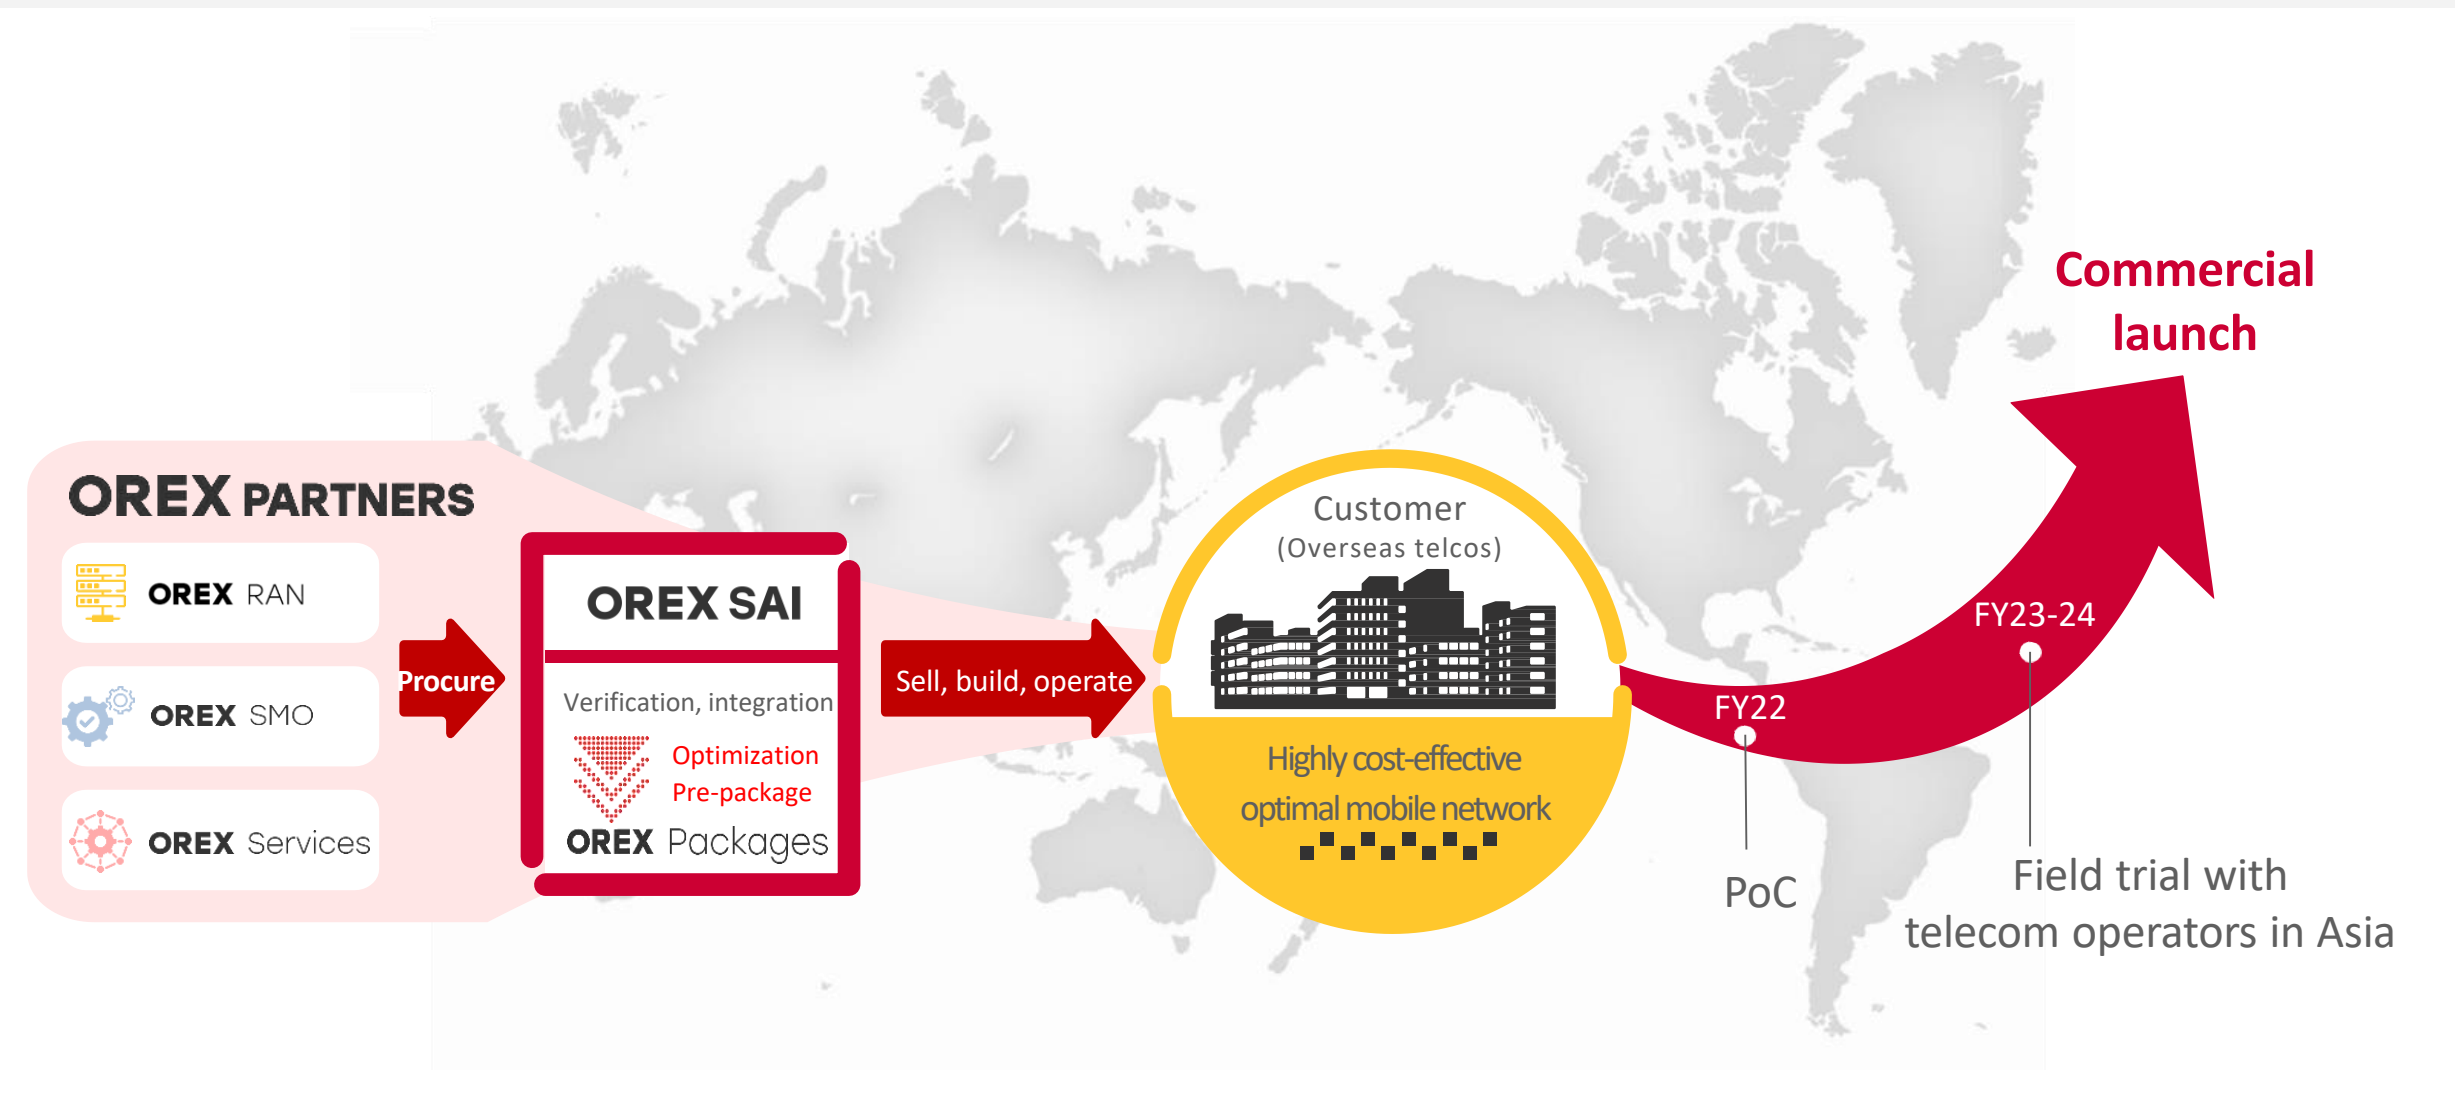 OREX PARTNERS
OREX RAN
OREX SMO
OREX Services
Procure
OREX SAI
Verification, integration
Optimization
Pre-package
OREX Packages
Sell, build, operate
Customer
(Overseas telcos)
Highly cost-effective
optimal mobile network
FY22
PoC
FY23-24
Field trial with
telecom operators in Asia
Commercial
launch